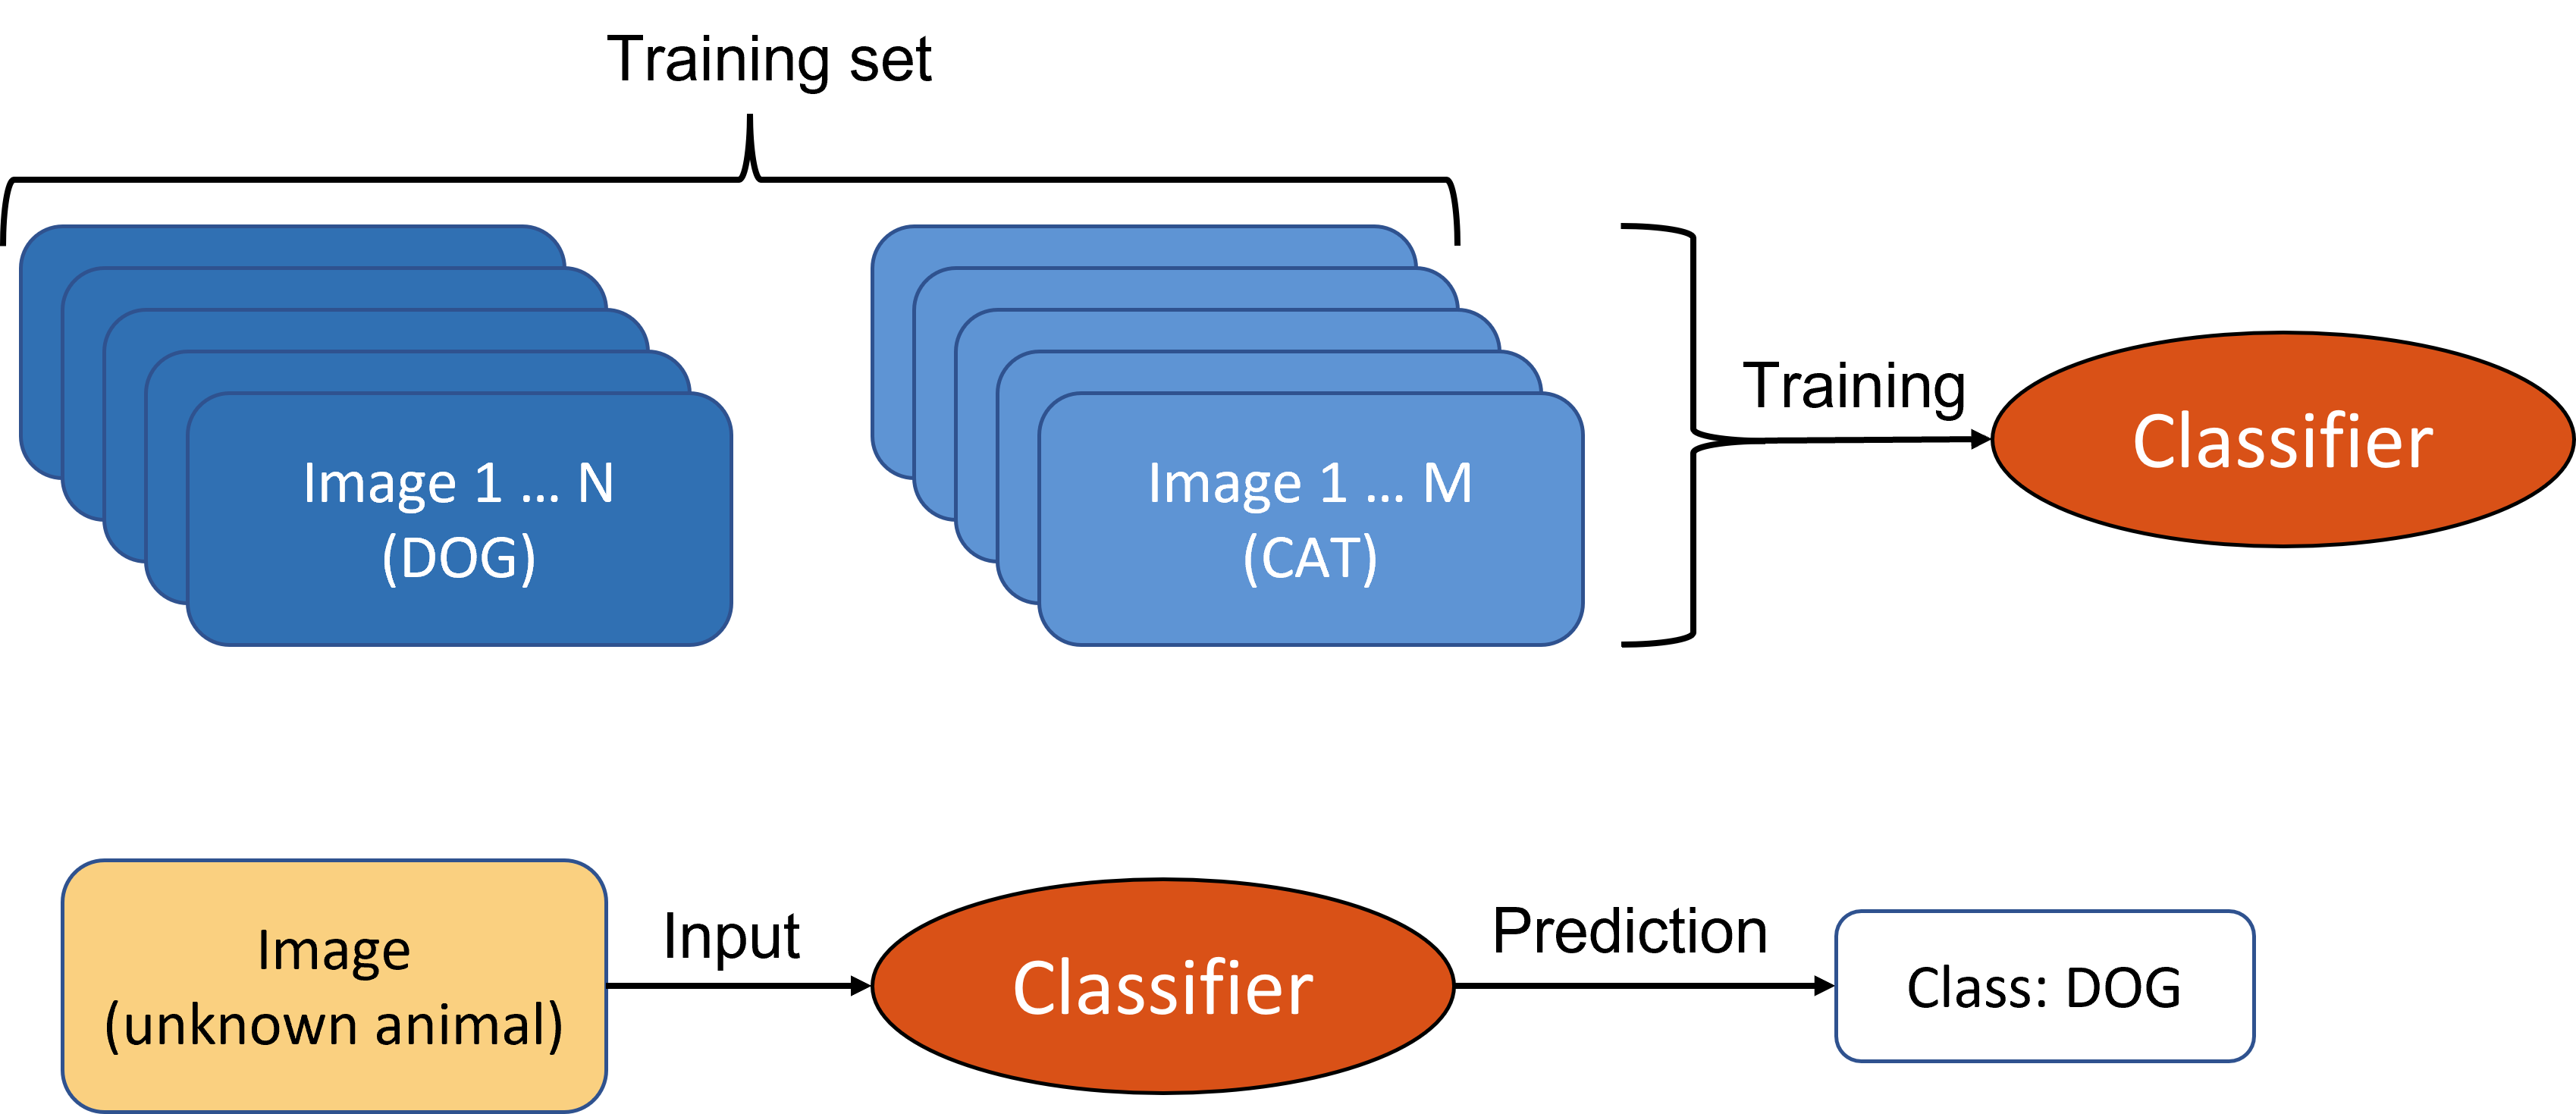 Training set
Image 1 ... N
(DOG)
Image 1 ... M
(CAT)
Training
Classifier
Image
(unknown animal)
Input
Classifier
Prediction
Class: DOG